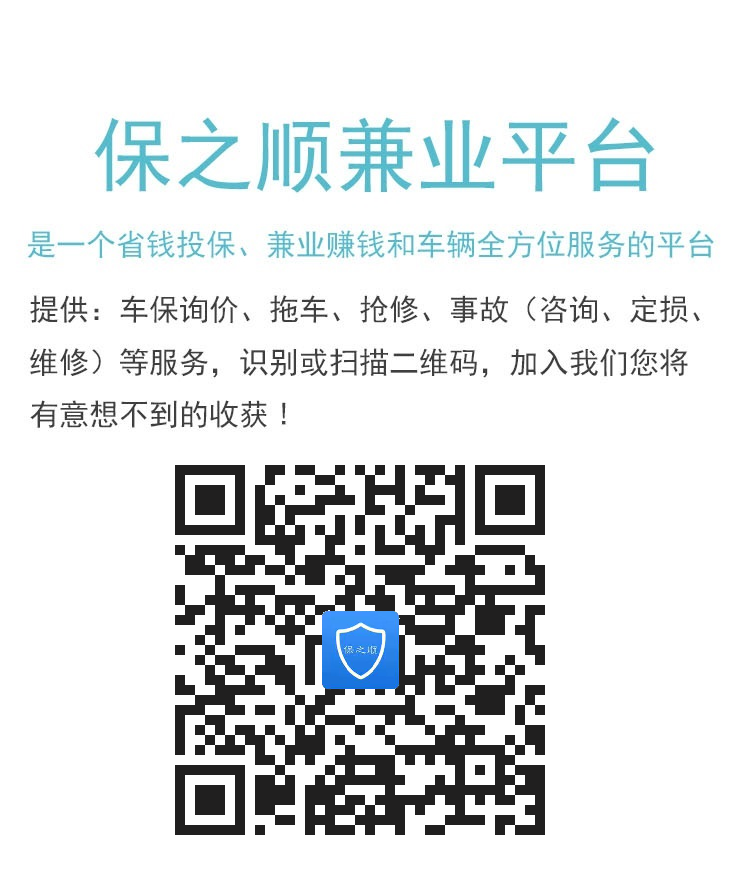 保之顺兼业平台
是一个省钱投保、兼业赚钱和车辆全方位服务的平台
提供：车保询价、拖车、抢修、事故（咨询、定损、
维修）等服务，识别或扫描二维码，加入我们您将
有意想不到的收获！
保之顺